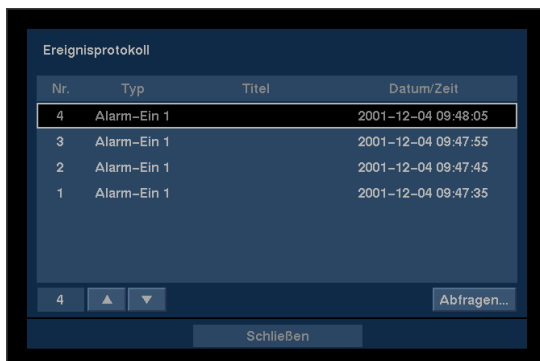 Ereignisprotokoll
Nr. Typ Titel Datum/Zeit
4 Alarm–Ein 1 2001–12–04 09:48:05
3 Alarm–Ein 1 2001–12–04 09:47:55
2 Alarm–Ein 1 2001–12–04 09:47:45
1 Alarm–Ein 1 2001–12–04 09:47:35
4 ▲ ▼ Abfragen...
Schließen